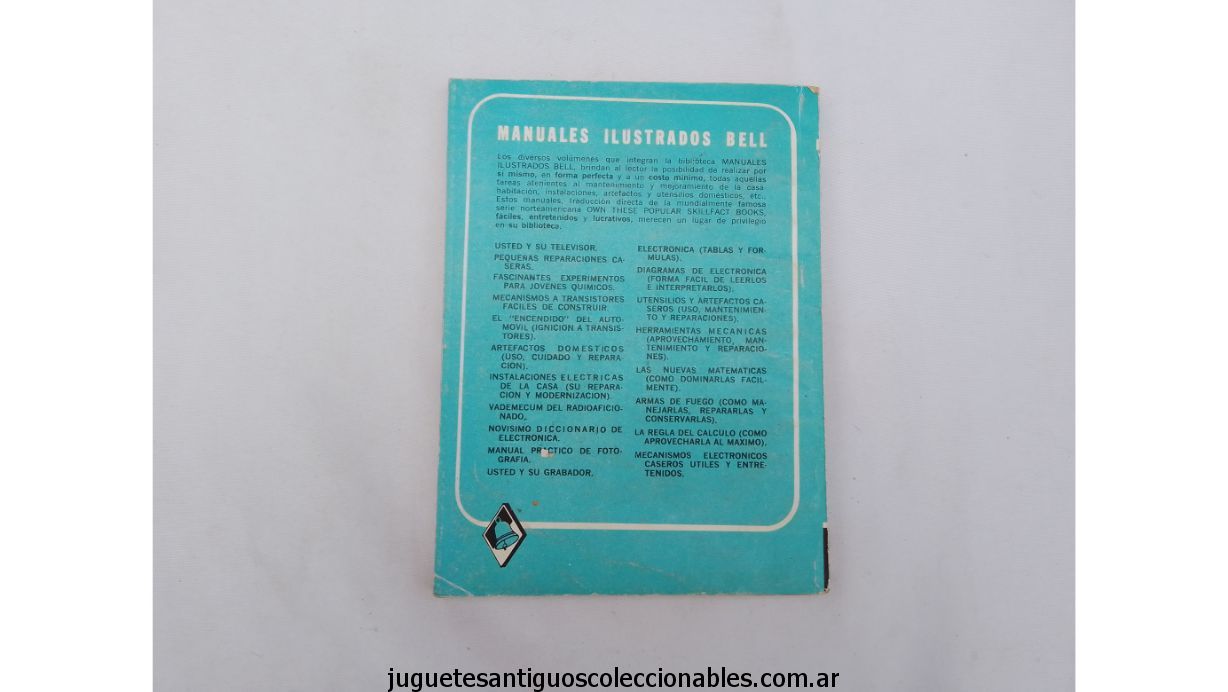 MANUALES ILUSTRADOS BELL
Los diversos volúmenes que integran la biblioteca MANUALES
ILUSTRADOS BELL, brindan al lector la posibilidad de realizar por
sí mismo, en forma perfecta y a un costo mínimo, todas aquellas
tareas atenientes al mantenimiento y mejoramiento de la casa-
habitación, instalaciones, artefactos y utensilios domésticos, etc..
Estos manuales, traducción directa de la mundialmente famosa
serie norteamericana OWN THESE POPULAR SKILLFACT BOOKS,
fáciles, entretenidos y lucrativos, merecen un lugar de privilegio
en su biblioteca.
USTED Y SU TELEVISOR.
PEQUEÑAS REPARACIONES CA-
SERAS.
FASCINANTES EXPERIMENTOS
PARA JOVENES QUIMICOS.
MECANISMOS A TRANSISTORES
FACILES DE CONSTRUIR.
EL "ENCENDIDO" DEL AUTO-
MOVIL (IGNICION A TRANSIS-
TORES).
ARTEFACTOS DOMESTICOS
(USO, CUIDADO Y REPARA-
CION).
INSTALACIONES ELECTRICAS
DE LA CASA (SU REPARA-
CION Y MODERNIZACION).
VADEMECUM DEL RADIOAFICIO-
NADO.
NOVISIMO DICCIONARIO DE
ELECTRONICA.
MANUAL PRACTICO DE FOTO-
GRAFIA.
USTED Y SU GRABADOR.
ELECTRONICA (TABLAS Y FOR-
MULAS).
DIAGRAMAS DE ELECTRONICA
(FORMA FACIL DE LEERLOS
E INTERPRETARLOS).
UTENSILIOS Y ARTEFACTOS CA-
SEROS (USO, MANTENIMIEN-
TO Y REPARACIONES).
HERRAMIENTAS MECANICAS
(APROVECHAMIENTO, MAN-
TENIMIENTO Y REPARACIO-
NES).
LAS NUEVAS MATEMATICAS
(COMO DOMINARLAS FACIL-
MENTE).
ARMAS DE FUEGO (COMO MA-
NEJARLAS, REPARARLAS Y
CONSERVARLAS).
LA REGLA DEL CALCULO (COMO
APROVECHARLA AL MAXIMO).
MECANISMOS ELECTRONICOS
CASEROS UTILES Y ENTRE-
TENIDOS.
juguetesantiguoscoleccionables.com.ar